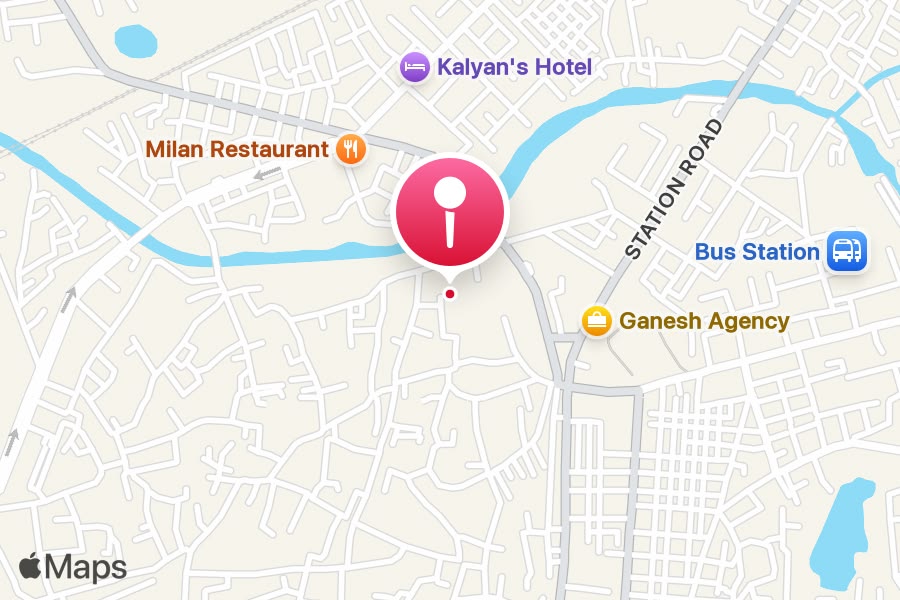 Kalyan's Hotel
Milan Restaurant
STATION ROAD
Bus Station
Ganesh Agency
Maps